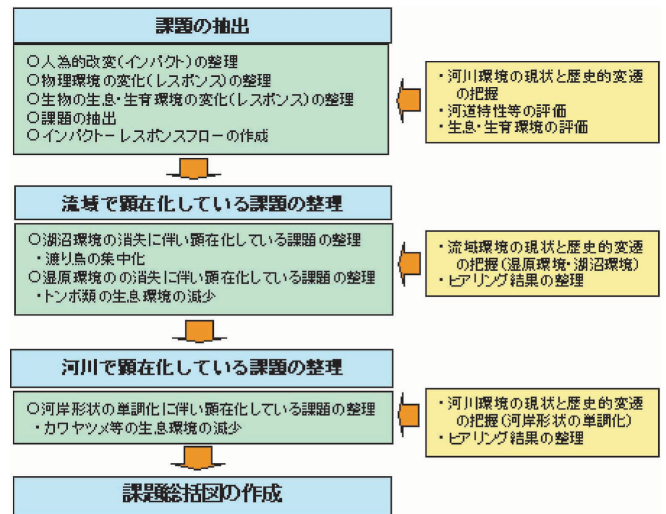 課題の抽出
○人為的改変(インパクト)の整理
○物理環境の変化(レスポンス)の整理
○生物の生息・生育環境の変化(レスポンス)の整理
○課題の抽出
○インパクトーレスポンスフローの作成
・河川環境の現状と歴史的変遷
の把握
・河道特性等の評価
・生息・生育環境の評価
流域で顕在化している課題の整理
○湖沼環境の消失に伴い顕在化している課題の整理
・渡り鳥の集中化
○湿原環境のの消失に伴い顕在化している課題の整理
・トンボ類の生息環境の減少
・流域環境の現状と歴史的変遷
の把握(湿原環境・湖沼環境)
・ヒアリング結果の整理
河川で顕在化している課題の整理
○河岸形状の単調化に伴い顕在化している課題の整理
・カワヤツメ等の生息環境の減少
・河川環境の現状と歴史的変遷
の把握(河岸形状の単調化)
・ヒアリング結果の整理
課題総括図の作成